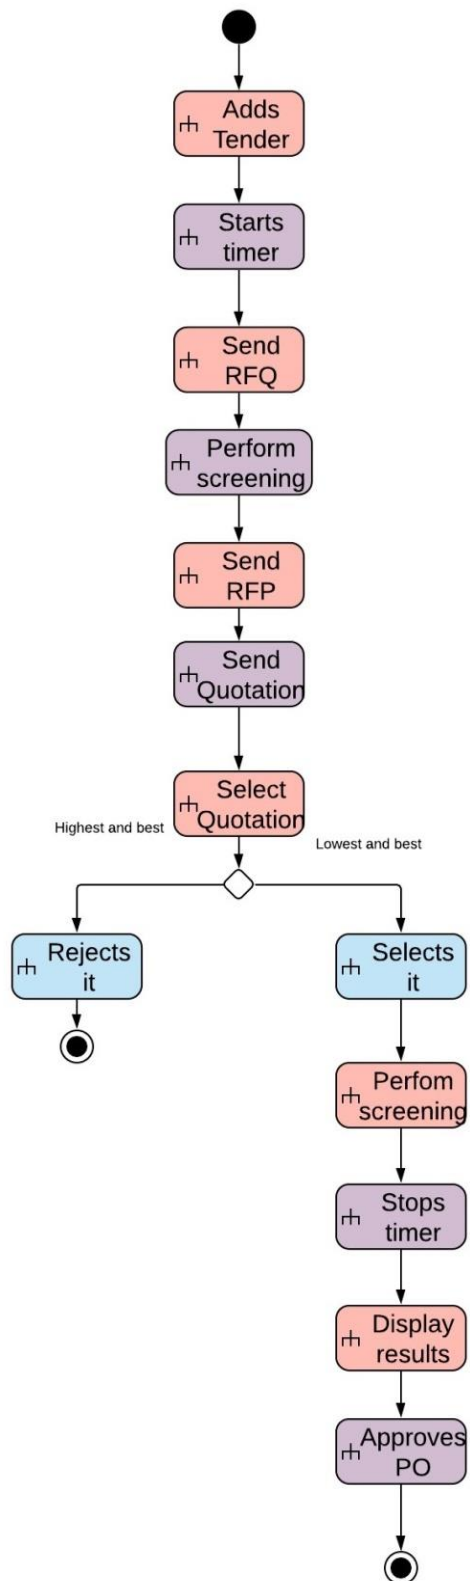 Adds
Tender
Starts
timer
Send
RFQ
Perform
screening
Send
RFP
Send
Quotation
Select
Quotation
Highest and best
Lowest and best
Rejects
it
Selects
it
Perfom
screening
Stops
timer
Display
results
Approves
PO